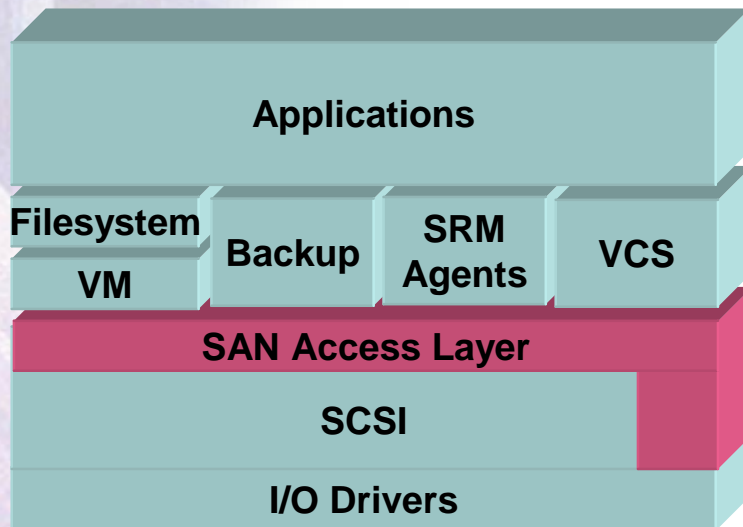 Applications
Filesystem
VM
Backup
SRM
Agents
VCS
SAN Access Layer
SCSI
I/O Drivers